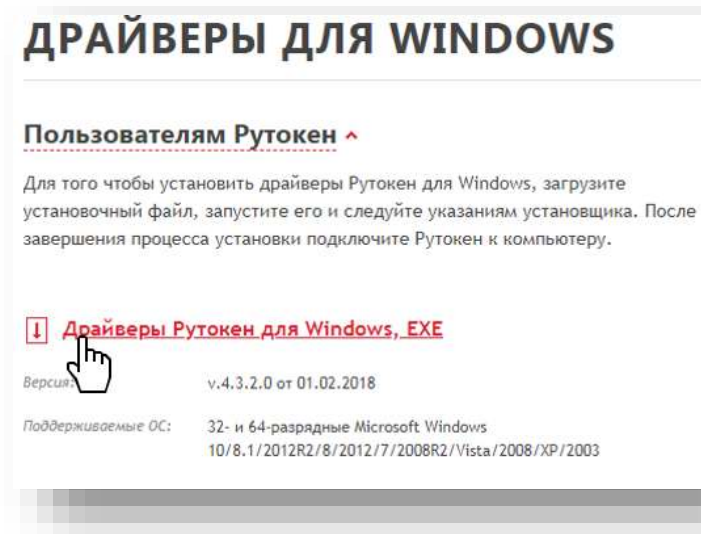 ДРАЙВЕРЫ ДЛЯ WINDOWS
Пользователям Рутокен
Для того чтобы установить драйверы Рутокен для Windows, загрузите
установочный файл, запустите его и следуйте указаниям установщика. После
завершения процесса установки подключите Рутокен к компьютеру.
Драйверы Рутокен для Windows, EXE
Версия: v.4.3.2.0 от 01.02.2018
Поддерживаемые ОС: 32- и 64-разрядные Microsoft Windows
10/8.1/2012R2/8/2012/7/2008R2/Vista/2008/XP/2003